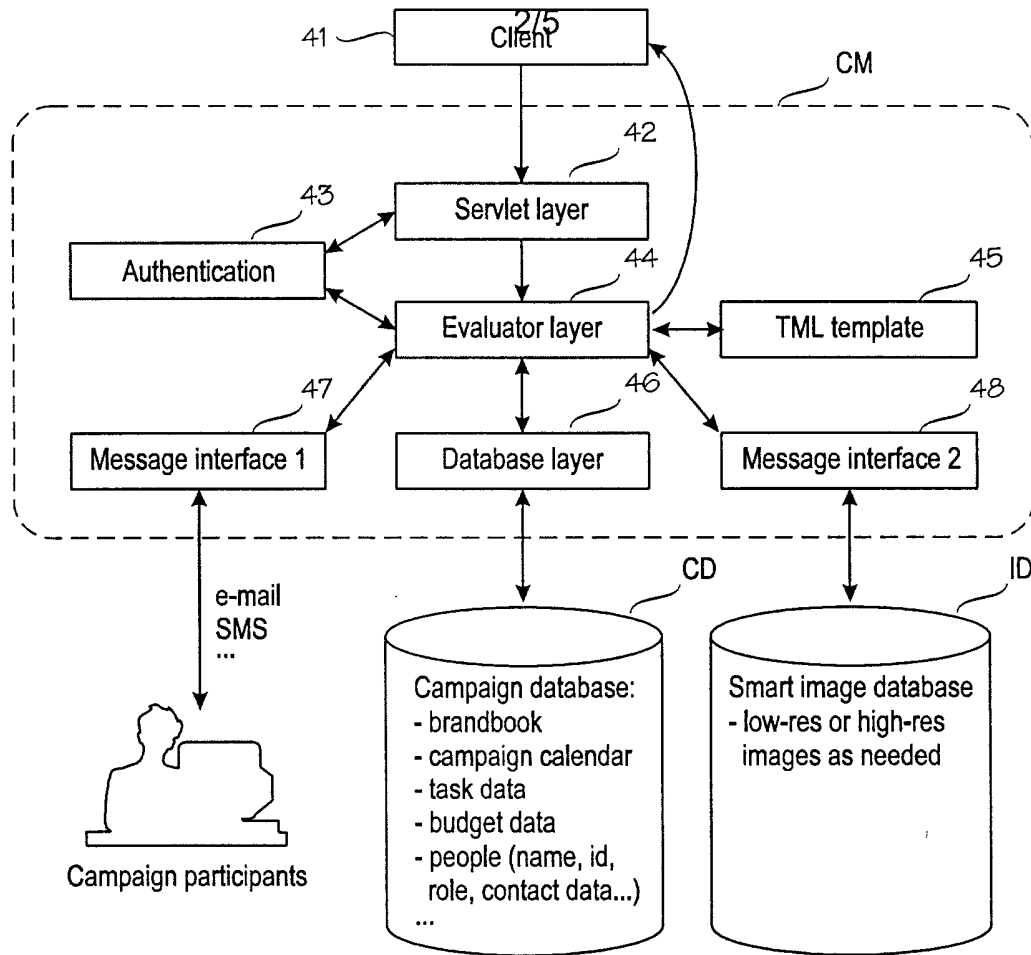 2/5
41
Client
CM
42
43
Servlet layer
44
45
Authentication
Evaluator layer
TML template
47
46
48
Message interface 1
Database layer
Message interface 2
CD
ID
e-mail
SMS
...
Campaign database:
- brandbook
- campaign calendar
- task data
- budget data
- people (name, id,
role, contact data...)
...
Smart image database
- low-res or high-res
images as needed
Campaign participants